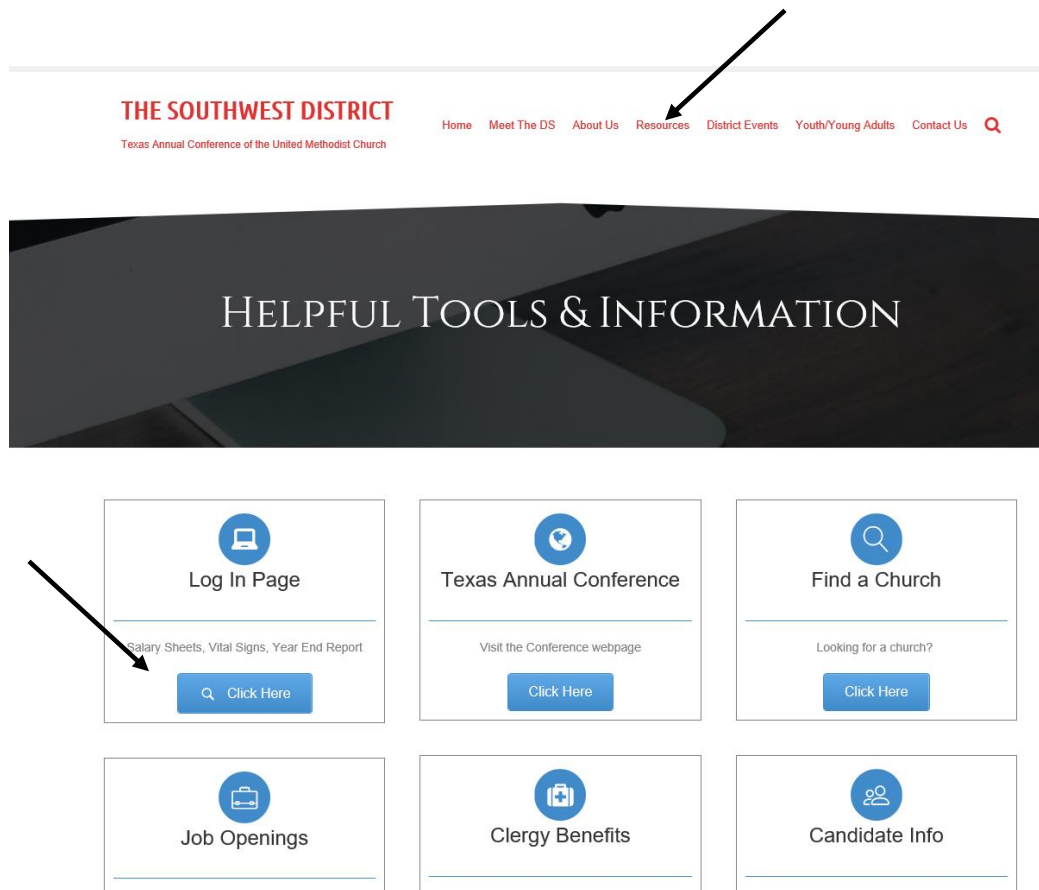 THE SOUTHWEST DISTRICT
Texas Annual Conference of the United Methodist Church
Home Meet The DS About Us Resources District Events Youth/Young Adults Contact Us
HELPFUL TOOLS & INFORMATION
Log In Page
Salary Sheets, Vital Signs, Year End Report
Click Here
Texas Annual Conference
Visit the Conference webpage
Click Here
Find a Church
Looking for a church?
Click Here
Job Openings
Clergy Benefits
Candidate Info